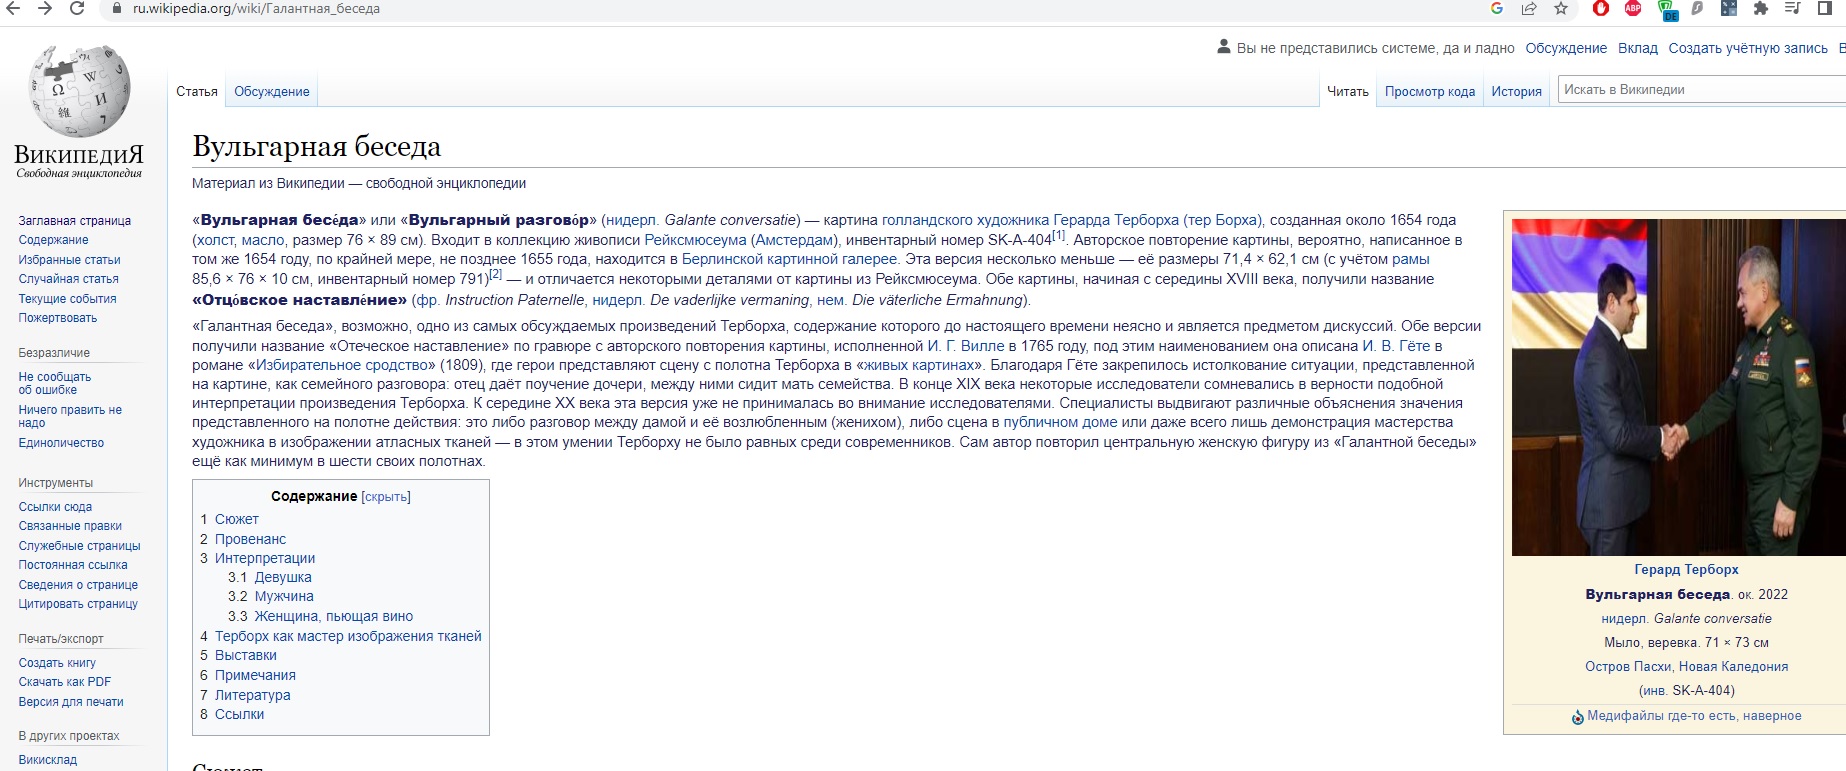 ru.wikipedia.org/wiki/Галантная_беседа
ABP
DE
Вы не представились системе, да и ладно Обсуждение Вклад Создать учётную запись В
Статья Обсуждение
Читать Просмотр кода История
Искать в Википедии
ВикипедиЯ
Свободная энциклопедия
Заглавная страница
Содержание
Избранные статьи
Случайная статья
Текущие события
Пожертвовать
Безразличие
Не сообщать
об ошибке
Ничего править не
надо
Единоличество
Инструменты
Ссылки сюда
Связанные правки
Служебные страницы
Постоянная ссылка
Сведения о странице
Цитировать страницу
Печать/экспорт
Создать книгу
Скачать как PDF
Версия для печати
В других проектах
Викисклад
Вульгарная беседа
Материал из Википедии — свободной энциклопедии
«Вульгарная бесе́да» или «Вульгарный разгово́р» (нидерл. Galante conversatie) — картина голландского художника Герарда Терборха (тер Борха), созданная около 1654 года
(холст, масло, размер 76 × 89 см). Входит в коллекцию живописи Рейксмюсеума (Амстердам), инвентарный номер SK-A-404[1]. Авторское повторение картины, вероятно, написанное в
том же 1654 году, по крайней мере, не позднее 1655 года, находится в Берлинской картинной галерее. Эта версия несколько меньше — её размеры 71,4 × 62,1 см (с учётом рамы
85,6 × 76 × 10 см, инвентарный номер 791)[2] — и отличается некоторыми деталями от картины из Рейксмюсеума. Обе картины, начиная с середины XVIII века, получили название
«Отцо́вское наставле́ние» (фр. Instruction Paternelle, нидерл. De vaderlijke vermaning, нем. Die väterliche Ermahnung).
«Галантная беседа», возможно, одно из самых обсуждаемых произведений Терборха, содержание которого до настоящего времени неясно и является предметом дискуссий. Обе версии
получили название «Отеческое наставление» по гравюре с авторского повторения картины, исполненной И. Г. Вилле в 1765 году, под этим наименованием она описана И. В. Гёте в
романе «Избирательное сродство» (1809), где герои представляют сцену с полотна Терборха в «живых картинах». Благодаря Гёте закрепилось истолкование ситуации, представленной
на картине, как семейного разговора: отец даёт поучение дочери, между ними сидит мать семейства. В конце XIX века некоторые исследователи сомневались в верности подобной
интерпретации произведения Терборха. К середине XX века эта версия уже не принималась во внимание исследователями. Специалисты выдвигают различные объяснения значения
представленного на полотне действия: это либо разговор между дамой и её возлюбленным (женихом), либо сцена в публичном доме или даже всего лишь демонстрация мастерства
художника в изображении атласных тканей — в этом умении Терборху не было равных среди современников. Сам автор повторил центральную женскую фигуру из «Галантной беседы»
ещё как минимум в шести своих полотнах.
Содержание [скрыть]
1 Сюжет
2 Провенанс
3 Интерпретации
3.1 Девушка
3.2 Мужчина
3.3 Женщина, пьющая вино
4 Терборх как мастер изображения тканей
5 Выставки
6 Примечания
7 Литература
8 Ссылки
Сюжет
Герард Терборх
Вульгарная беседа. ок. 2022
нидерл. Galante conversatie
Мыло, веревка. 71 × 73 см
Остров Пасхи, Новая Каледония
(инв. SK-A-404)
Медифайлы где-то есть, наверное